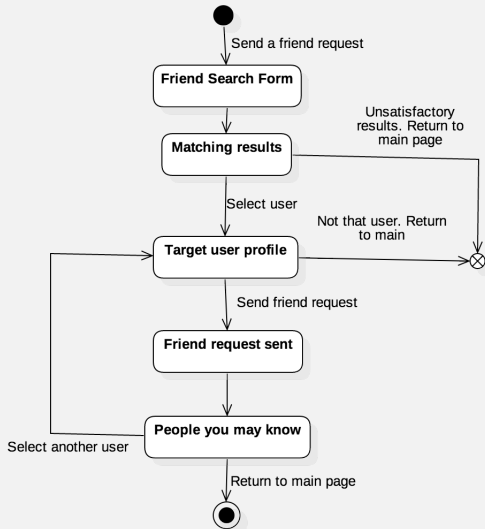 Send a friend request
Friend Search Form
Unsatisfactory
results. Return to
main page
Matching results
Select user
Not that user. Return
to main
Target user profile
Send friend request
Friend request sent
People you may know
Select another user
Return to main page